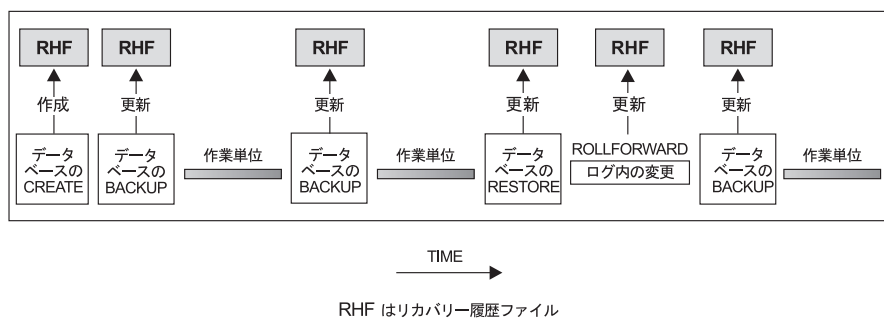 RHF RHF RHF RHF RHF RHF
作成 更新 更新 更新 更新 更新
データ
ベースの
CREATE
データ
ベースの
BACKUP
作業単位
データ
ベースの
BACKUP
作業単位
データ
ベースの
RESTORE
ROLLFORWARD
ログ内の変更
データ
ベースの
BACKUP
作業単位
TIME
RHF はリカバリー履歴ファイル